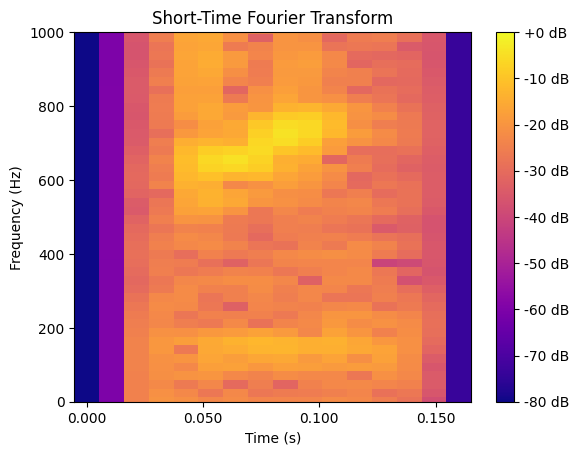 Short-Time Fourier Transform
1000
800
600
400
200
0
Frequency (Hz)
0.000
0.050
0.100
0.150
Time (s)
+0 dB
-10 dB
-20 dB
-30 dB
-40 dB
-50 dB
-60 dB
-70 dB
-80 dB